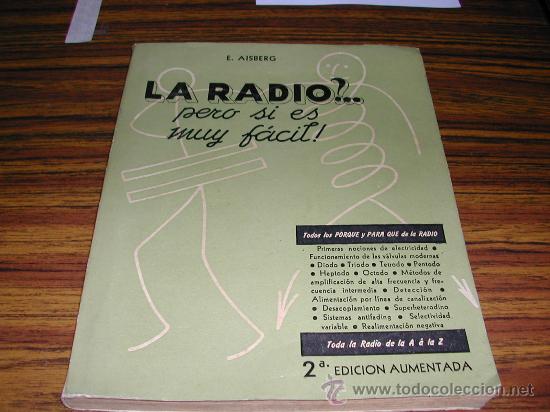 E. AISBERG
LA RADIO?...
pero si es
muy fácil!
Todos los PORQUE y PARA QUE de la RADIO
Primeras nociones de electricidad •
Funcionamiento de las válvulas modernas
• Diodo • Triodo • Tetrodo • Pentodo
• Heptodo • Octodo • Métodos de
amplificación de alta frecuencia y fre-
cuencia intermedia • Detección •
Alimentación por línea de canalización
• Desacoplamiento • Superheterodino
• Sistemas antifading • Selectividad
variable • Realimentación negativa
Toda la Radio de la A à la Z
2ª. EDICION AUMENTADA
www.todocoleccion.net